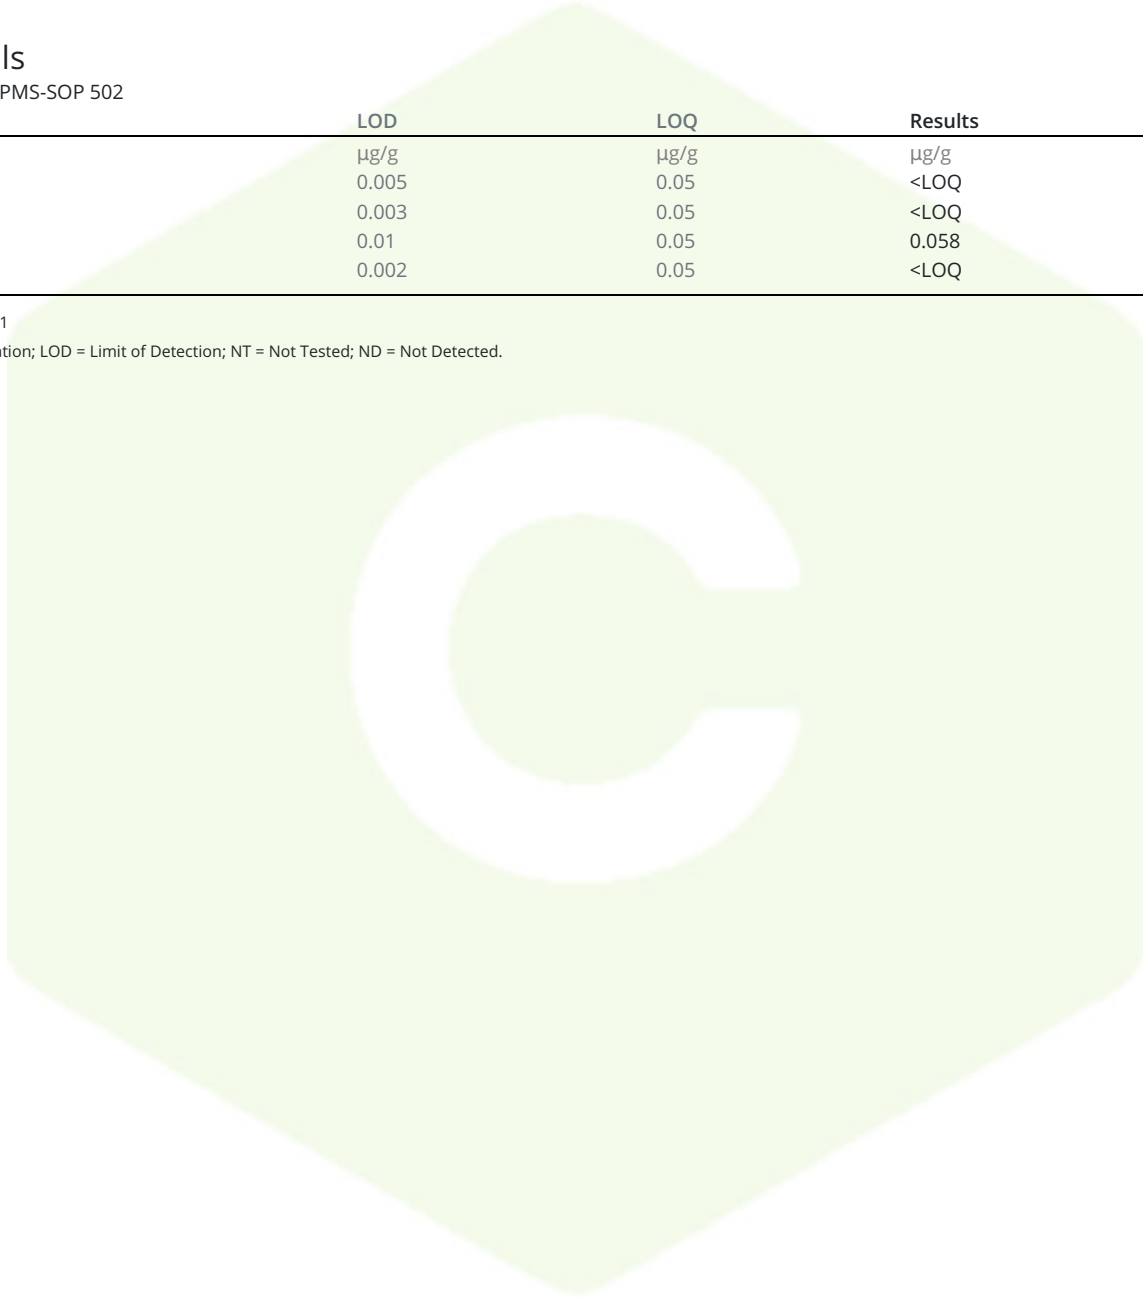 ls
PMS-SOP 502
LOD LOQ Results
µg/g µg/g µg/g
0.005 0.05 <LOQ
0.003 0.05 <LOQ
0.01 0.05 0.058
0.002 0.05 <LOQ
1
ation; LOD = Limit of Detection; NT = Not Tested; ND = Not Detected.
C